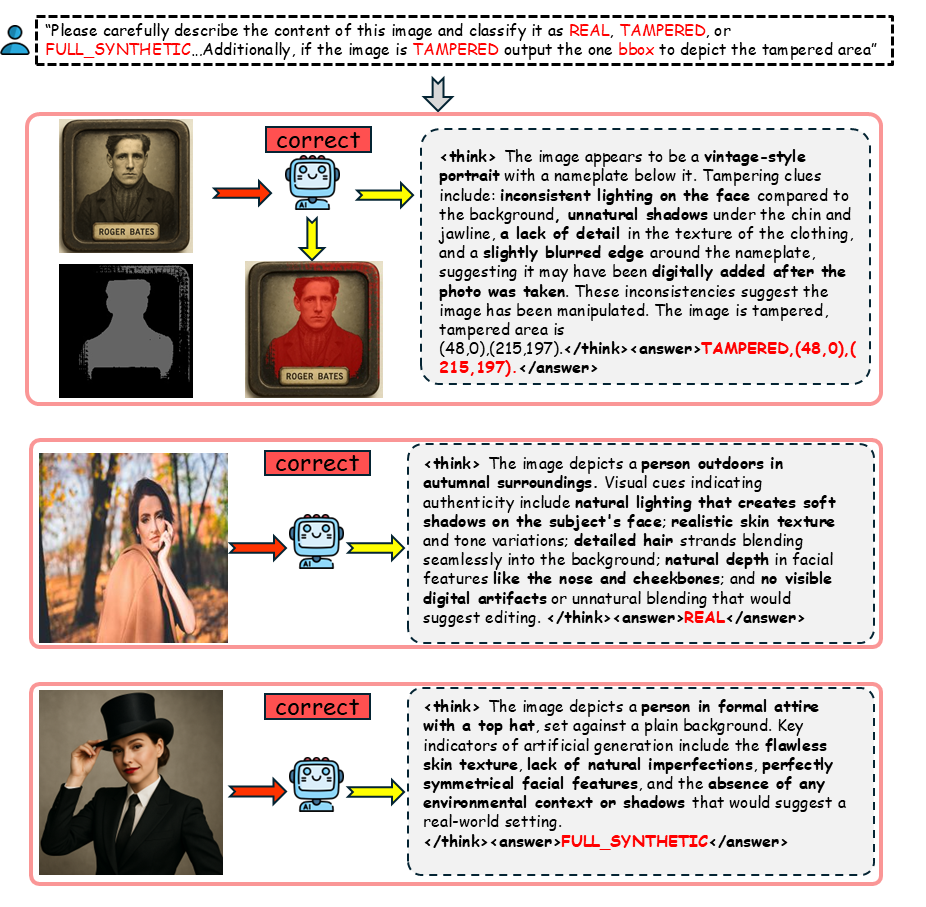 “Please carefully describe the content of this image and classify it as REAL, TAMPERED, or
FULL_SYNTHETIC...Additionally, if the image is TAMPERED output the one bbox to depict the tampered area”
correct
ROGER BATES
AI
ROGER BATES
<think> The image appears to be a vintage-style
portrait with a nameplate below it. Tampering clues
include: inconsistent lighting on the face compared to
the background, unnatural shadows under the chin and
jawline, a lack of detail in the texture of the clothing,
and a slightly blurred edge around the nameplate,
suggesting it may have been digitally added after the
photo was taken. These inconsistencies suggest the
image has been manipulated. The image is tampered,
tampered area is
(48,0),(215,197).</think><answer>TAMPERED,(48,0),(
215,197).</answer>
correct
AI
<think> The image depicts a person outdoors in
autumnal surroundings. Visual cues indicating
authenticity include natural lighting that creates soft
shadows on the subject's face; realistic skin texture
and tone variations; detailed hair strands blending
seamlessly into the background; natural depth in facial
features like the nose and cheekbones; and no visible
digital artifacts or unnatural blending that would
suggest editing. </think><answer>REAL</answer>
correct
AI
<think> The image depicts a person in formal attire
with a top hat, set against a plain background. Key
indicators of artificial generation include the flawless
skin texture, lack of natural imperfections, perfectly
symmetrical facial features, and the absence of any
environmental context or shadows that would suggest a
real-world setting.
</think><answer>FULL_SYNTHETIC</answer>